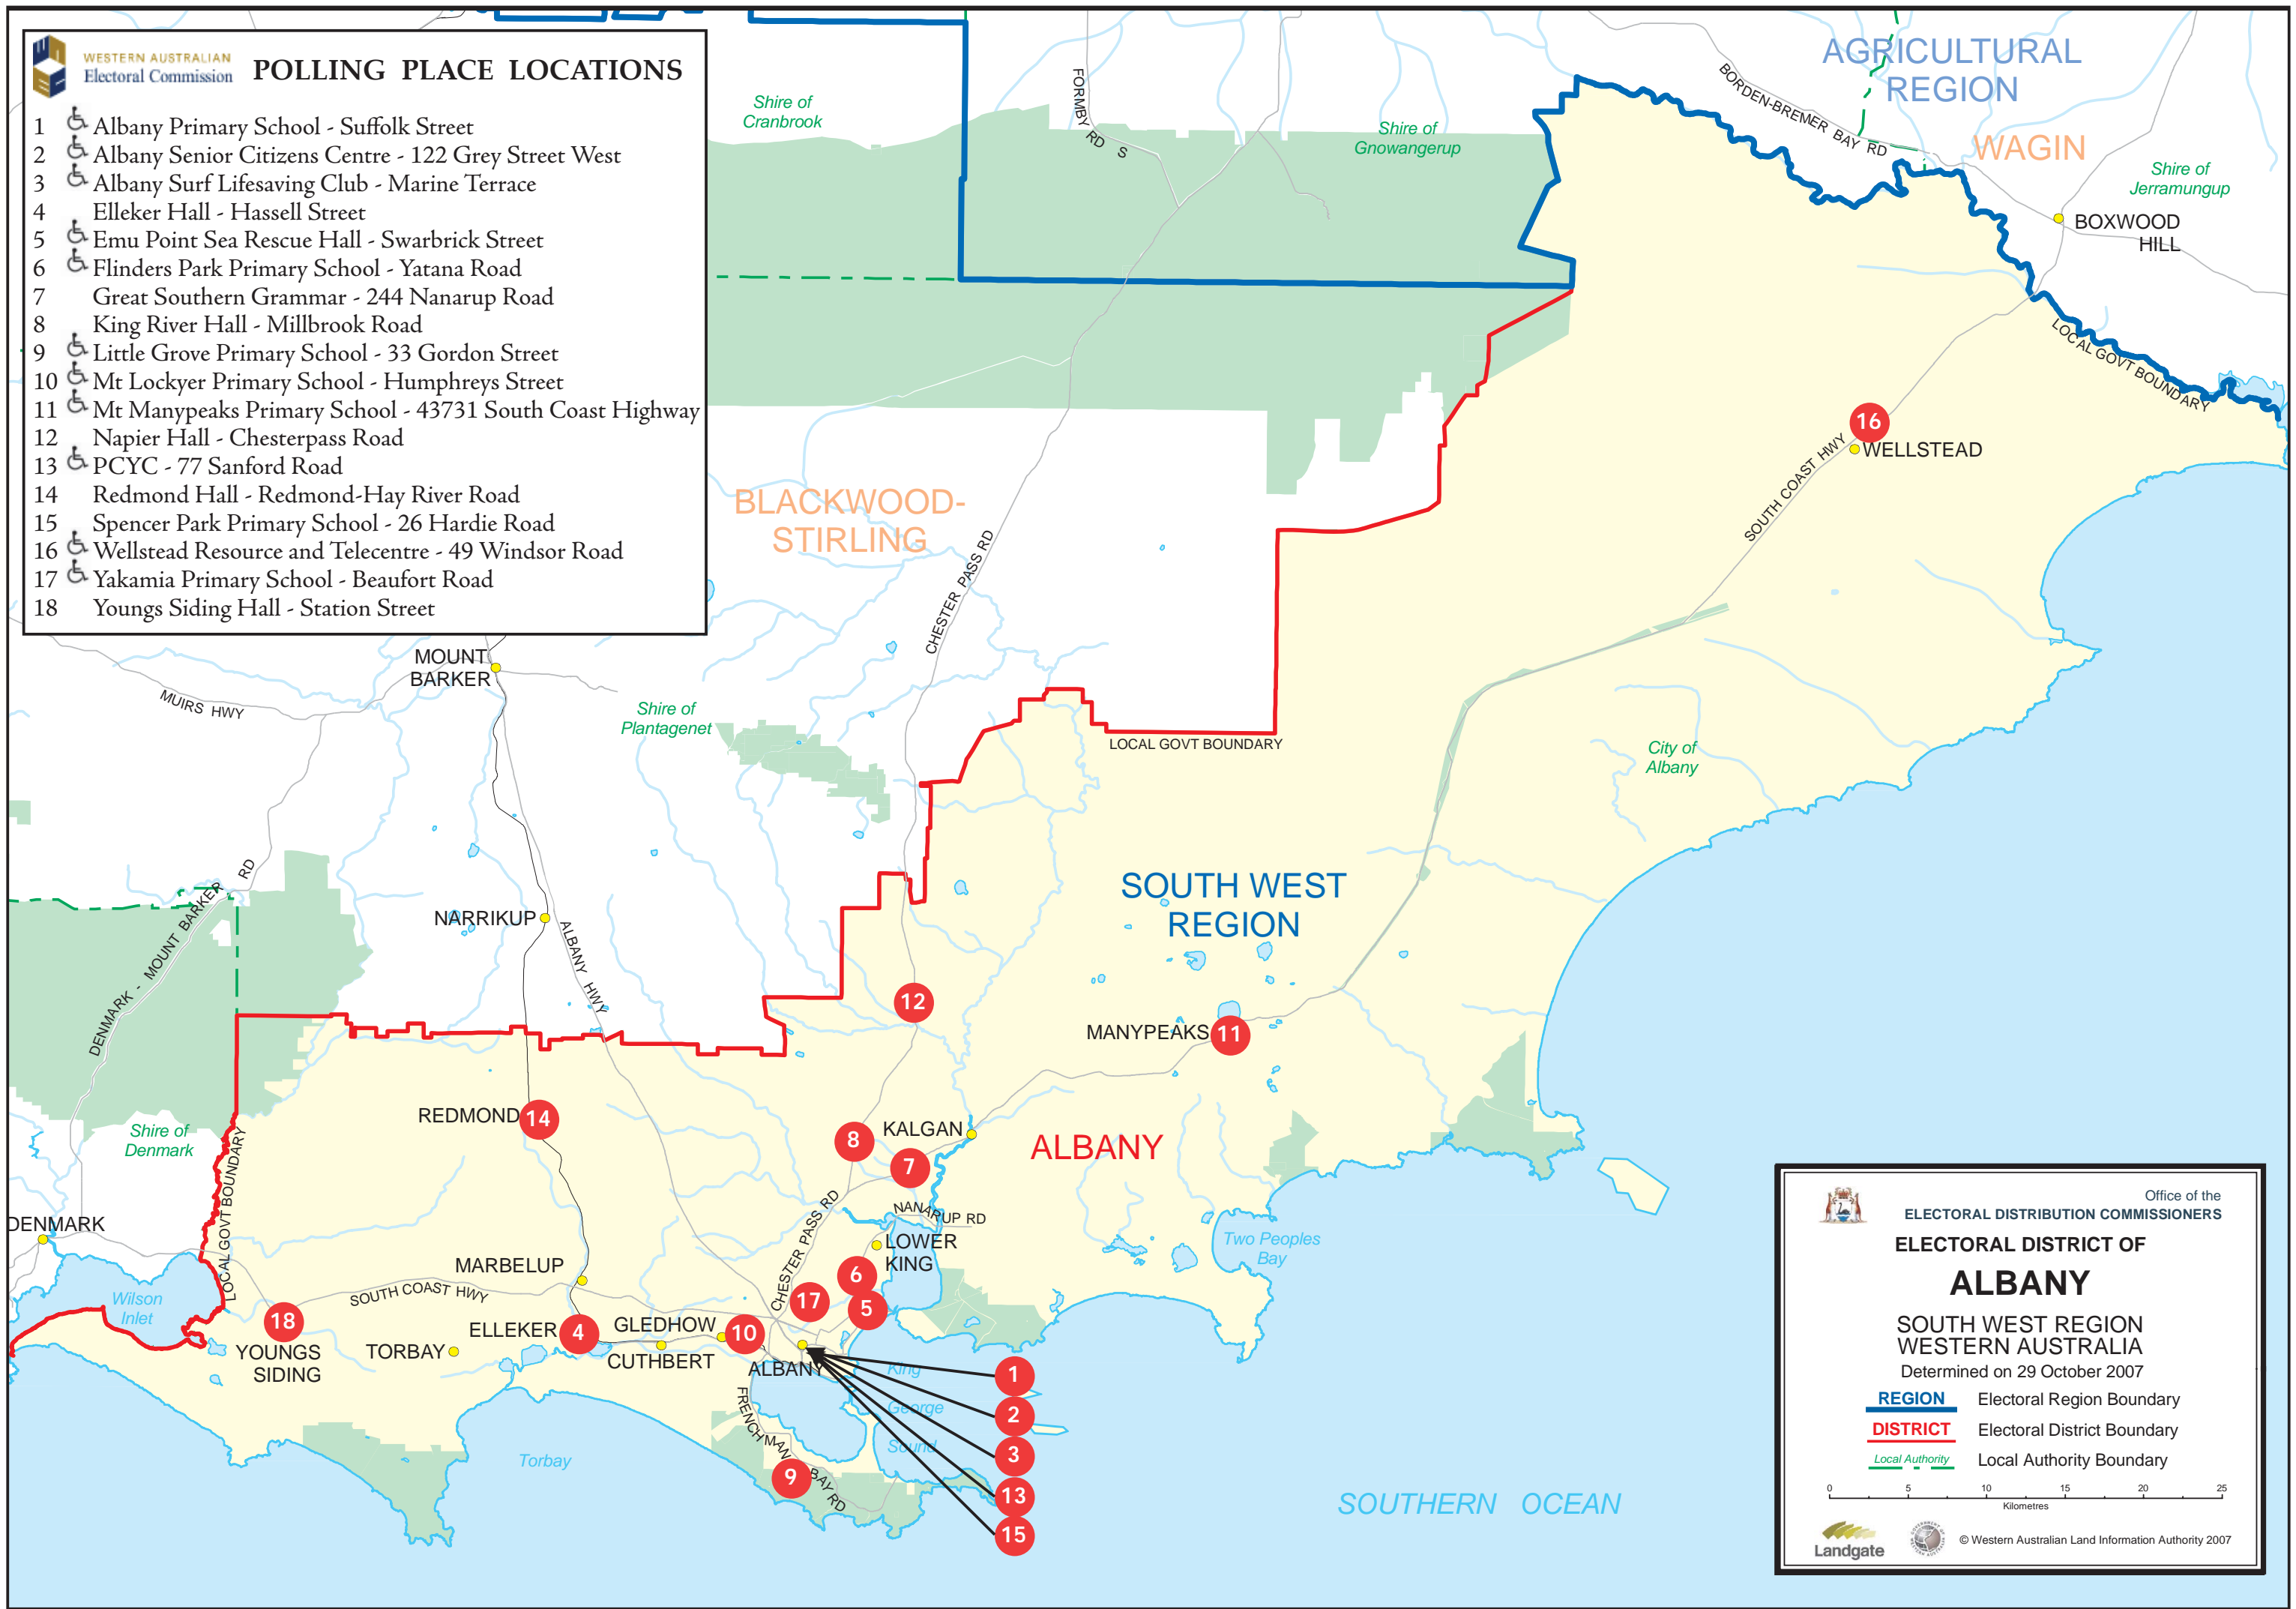 WESTERN AUSTRALIAN
Electoral Commission
POLLING PLACE LOCATIONS
1 Albany Primary School - Suffolk Street
2 Albany Senior Citizens Centre - 122 Grey Street West
3 Albany Surf Lifesaving Club - Marine Terrace
4 Elleker Hall - Hassell Street
5 Emu Point Sea Rescue Hall - Swarbrick Street
6 Flinders Park Primary School - Yatana Road
7 Great Southern Grammar - 244 Nanarup Road
8 King River Hall - Millbrook Road
9 Little Grove Primary School - 33 Gordon Street
10 Mt Lockyer Primary School - Humphreys Street
11 Mt Manypeaks Primary School - 43731 South Coast Highway
12 Napier Hall - Chesterpass Road
13 PCYC - 77 Sanford Road
14 Redmond Hall - Redmond-Hay River Road
15 Spencer Park Primary School - 26 Hardie Road
16 Wellstead Resource and Telecentre - 49 Windsor Road
17 Yakamia Primary School - Beaufort Road
18 Youngs Siding Hall - Station Street
Shire of
Cranbrook
FORMBY RD S
Shire of
Gnowangerup
AGRICULTURAL
REGION
BORDEN-BREMER BAY RD
WAGIN
Shire of
Jerramungup
BOXWOOD
HILL
LOCAL GOVT BOUNDARY
16
WELLSTEAD
SOUTH COAST HWY
BLACKWOOD-
STIRLING
CHESTER PASS RD
MOUNT
BARKER
MUIRS HWY
Shire of
Plantagenet
LOCAL GOVT BOUNDARY
City of
Albany
SOUTH WEST
REGION
DENMARK - MOUNT BARKER RD
NARRIKUP
ALBANY HWY
12
MANYPEAKS
11
REDMOND
14
Shire of
Denmark
LOCAL GOVT BOUNDARY
8
KALGAN
7
ALBANY
NANARUP RD
CHESTER PASS RD
LOWER
KING
Two Peoples
Bay
DENMARK
Wilson
Inlet
MARBELUP
SOUTH COAST HWY
6
5
17
18
YOUNGS
SIDING
TORBAY
ELLEKER
4
GLEDHOW
10
CUTHBERT
ALBANY
King
George
Sound
1
2
3
13
15
FRENCHMAN BAY RD
9
Torbay
SOUTHERN OCEAN
Office of the
ELECTORAL DISTRIBUTION COMMISSIONERS
ELECTORAL DISTRICT OF
ALBANY
SOUTH WEST REGION
WESTERN AUSTRALIA
Determined on 29 October 2007
REGION Electoral Region Boundary
DISTRICT Electoral District Boundary
Local Authority Local Authority Boundary
0 5 10 15 20 25
Kilometres
Landgate
© Western Australian Land Information Authority 2007